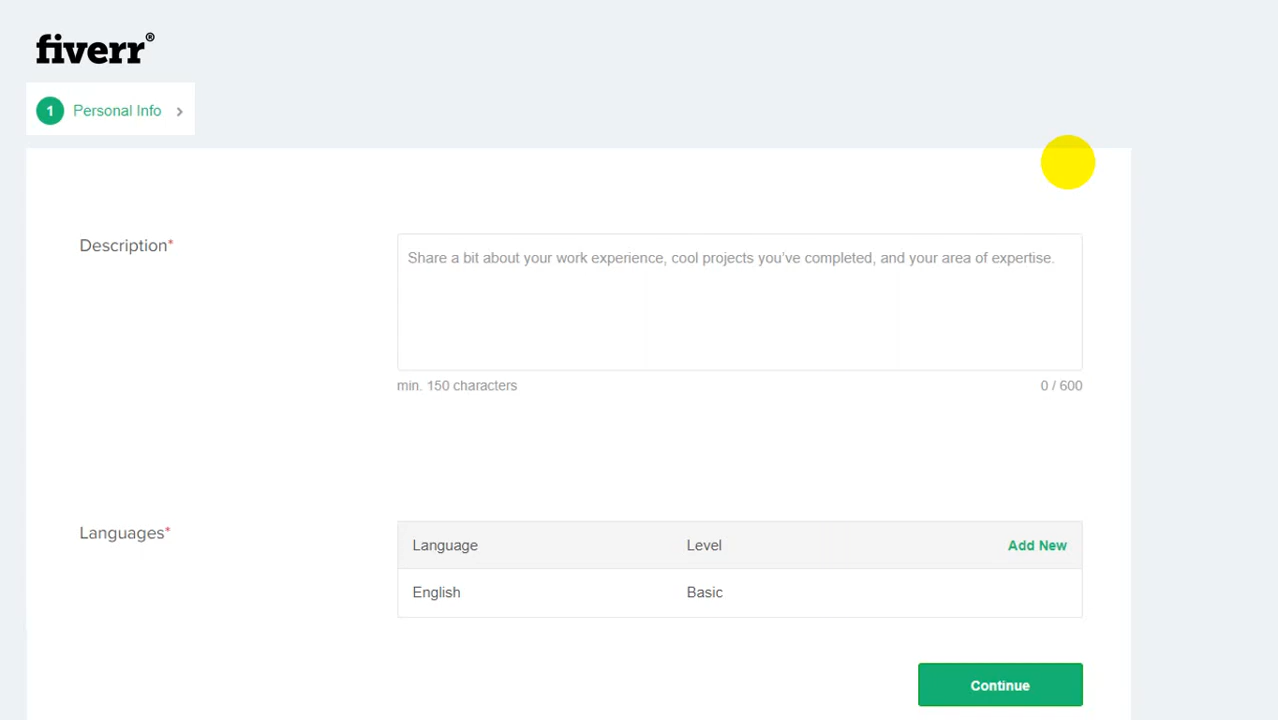 fiverr®
1 Personal Info >
Description*
Share a bit about your work experience, cool projects you've completed, and your area of expertise.
min. 150 characters 0 / 600
Languages*
Language Level Add New
English Basic
Continue